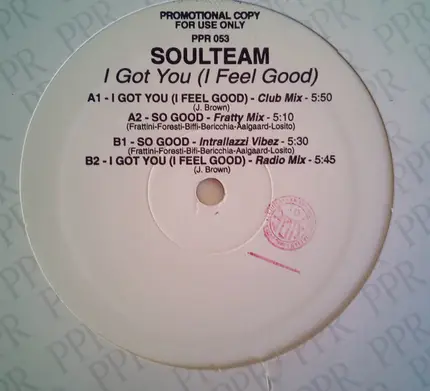 PROMOTIONAL COPY
FOR USE ONLY
PPR 053
SOULTEAM
I Got You (I Feel Good)
A1 - I GOT YOU (I FEEL GOOD) - Club Mix - 5:50
(J. Brown)
A2 - SO GOOD - Fratty Mix - 5:10
(Frattini-Foresti-Biffi-Bericchia-Aalgaard-Losito)
B1 - SO GOOD - Intrallazzi Vibez - 5:30
(Frattini-Foresti-Biffi-Bericchia-Aalgaard-Losito)
B2 - I GOT YOU (I FEEL GOOD) - Radio Mix - 5:45
(J. Brown)
PPR